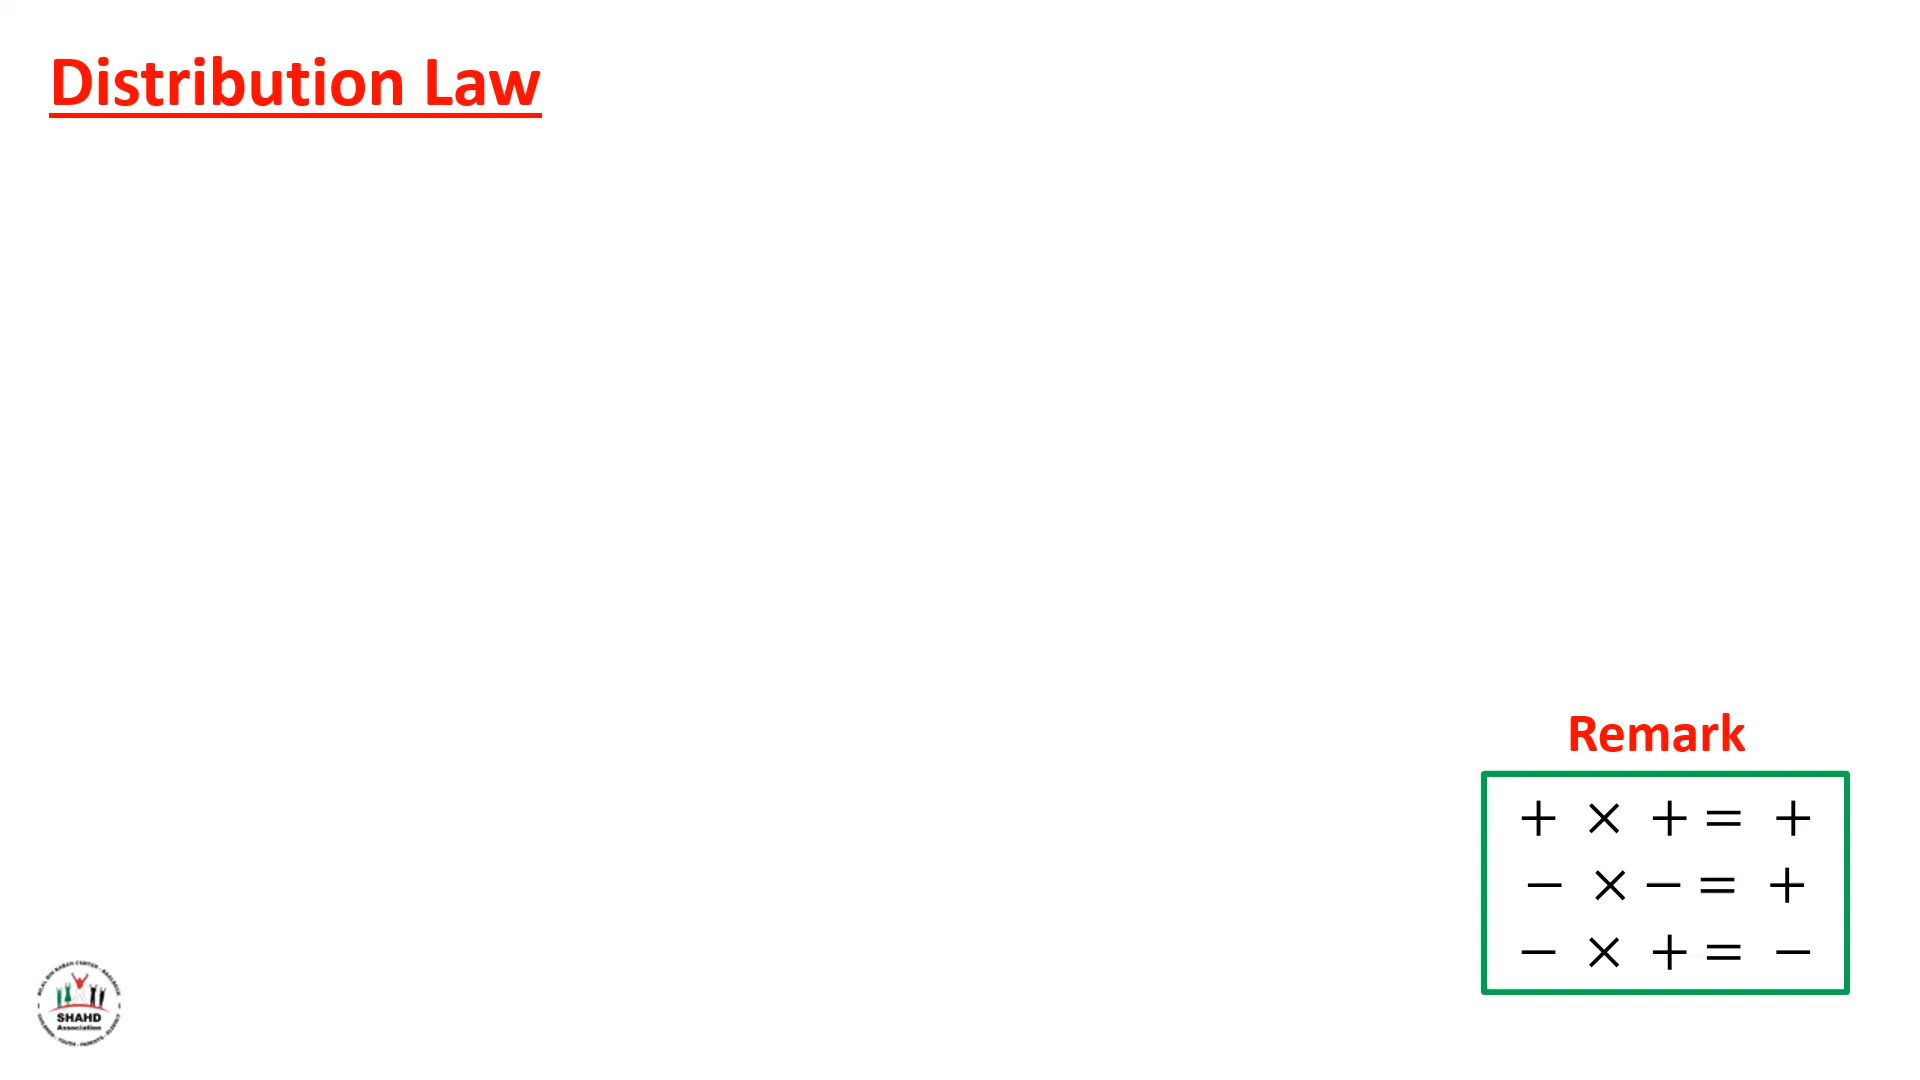 Distribution Law
Remark
+ × + = +
− × − = +
− × + = −
SHAHD
Association